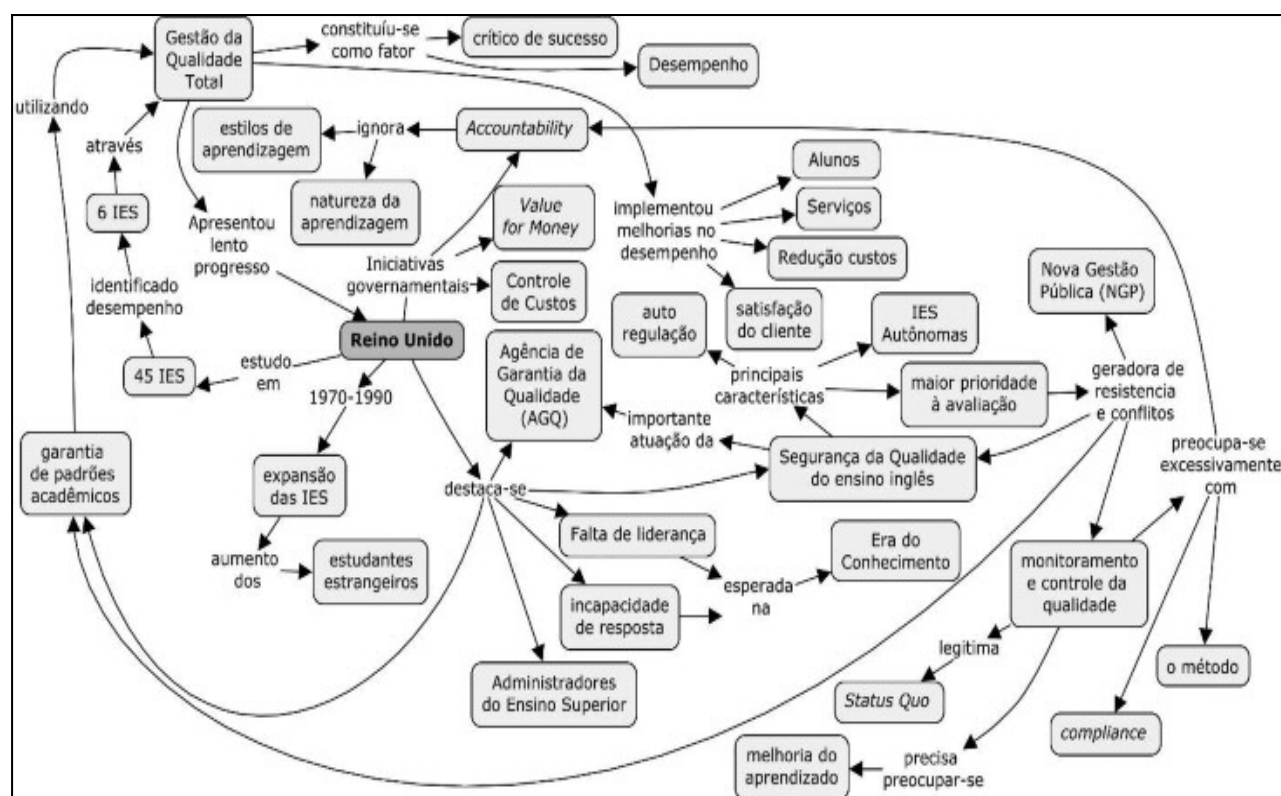 Gestão da
Qualidade
Total
constituíu-se
como fator
crítico de sucesso
Desempenho
utilizando
estilos de
aprendizagem
ignora
Accountability
através
natureza da
aprendizagem
Alunos
Serviços
Redução custos
implementou
melhorias no
desempenho
6 IES
Apresentou
lento
progresso
Value
for Money
Iniciativas
governamentais
Controle
de Custos
satisfação
do cliente
Nova Gestão
Pública (NGP)
identificado
desempenho
Reino Unido
auto
regulação
IES
Autônomas
45 IES
estudo
em
Agência de
Garantia da
Qualidade
(AGQ)
principais
características
maior prioridade
à avaliação
geradora de
resistencia
e conflitos
1970-1990
importante
atuação da
garantia
de padrões
acadêmicos
expansão
das IES
destaca-se
Segurança da Qualidade
do ensino inglês
preocupa-se
excessivamente
com
aumento
dos
estudantes
estrangeiros
Falta de liderança
esperada
na
Era do
Conhecimento
incapacidade
de resposta
monitoramento
e controle da
qualidade
legitima
o método
Administradores
do Ensino Superior
Status Quo
compliance
melhoria do
aprendizado
precisa
preocupar-se